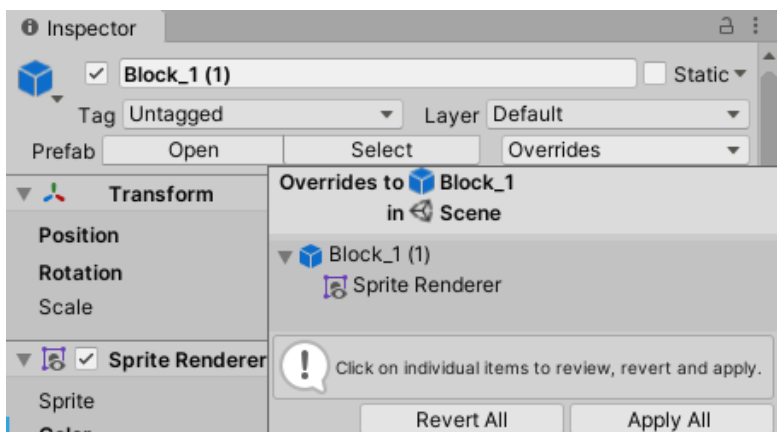 Inspector
Block_1 (1) Static
Tag Untagged Layer Default
Prefab Open Select Overrides
Transform
Overrides to Block_1
in Scene
Position
Rotation
Scale
Block_1 (1)
Sprite Renderer
Sprite Renderer
Click on individual items to review, revert and apply.
Sprite
Color
Revert All Apply All